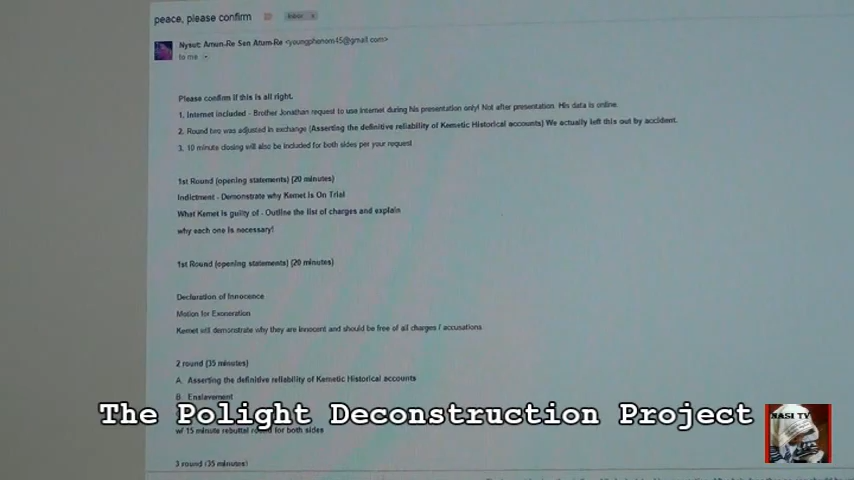 peace, please confirm
Inbox x
Nysut: Amun-Re Sen Atum-Re <youngphenom45@gmail.com>
to me
Please confirm if this is all right.
1. Internet included - Brother Jonathan request to use internet during his presentation only! Not after presentation. His data is online.
2. Round two was adjusted in exchange (Asserting the definitive reliability of Kemetic Historical accounts) We actually left this out by accident.
3. 10 minute closing will also be included for both sides per your request
1st Round (opening statements) (20 minutes)
Indictment - Demonstrate why Kemet is On Trial
What Kemet is guilty of - Outline the list of charges and explain
why each one is necessary!
1st Round (opening statements) (20 minutes)
Declaration of Innocence
Motion for Exoneration
Kemet will demonstrate why they are innocent and should be free of all charges / accusations
2 round (35 minutes)
A. Asserting the definitive reliability of Kemetic Historical accounts
B. Enslavement
The Polight Deconstruction Project
NASI TV
w/ 15 minute rebuttal round for both sides
3 round (35 minutes)